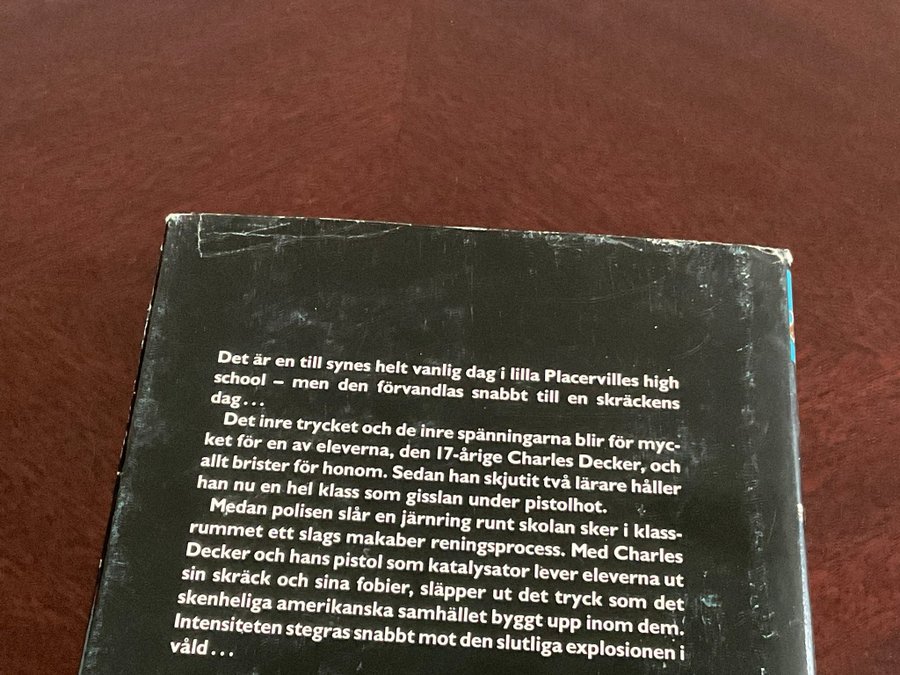 Det är en till synes helt vanlig dag i lilla Placervilles high
school – men den förvandlas snabbt till en skräckens
dag...
Det inre trycket och de inre spänningarna blir för myc-
ket för en av eleverna, den 17-årige Charles Decker, och
allt brister för honom. Sedan han skjutit två lärare håller
han nu en hel klass som gisslan under pistolhot.
Medan polisen slår en järnring runt skolan sker i klass-
rummet ett slags makaber reningsprocess. Med Charles
Decker och hans pistol som katalysator lever eleverna ut
sin skräck och sina fobier, släpper ut det tryck som det
skenheliga amerikanska samhället byggt upp inom dem.
Intensiteten stegras snabbt mot den slutliga explosionen i
våld...